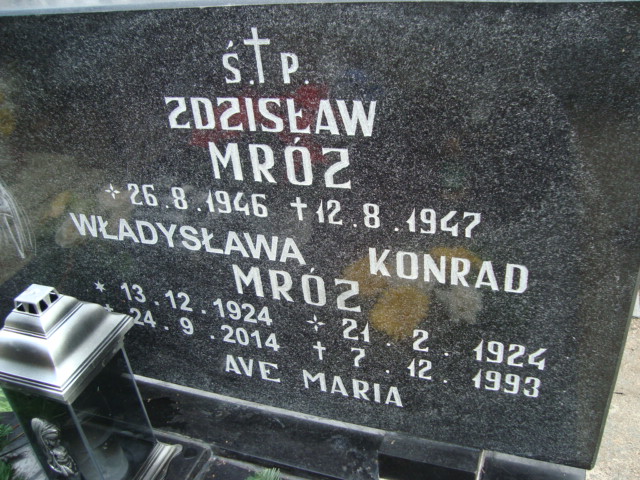 Ś. † P.
ZDZISŁAW
MRÓZ
* 26.8.1946 † 12.8.1947
WŁADYSŁAWA KONRAD
MRÓZ
* 13.12.1924 * 21.2.1924
† 24.9.2014 † 7.12.1993
AVE MARIA